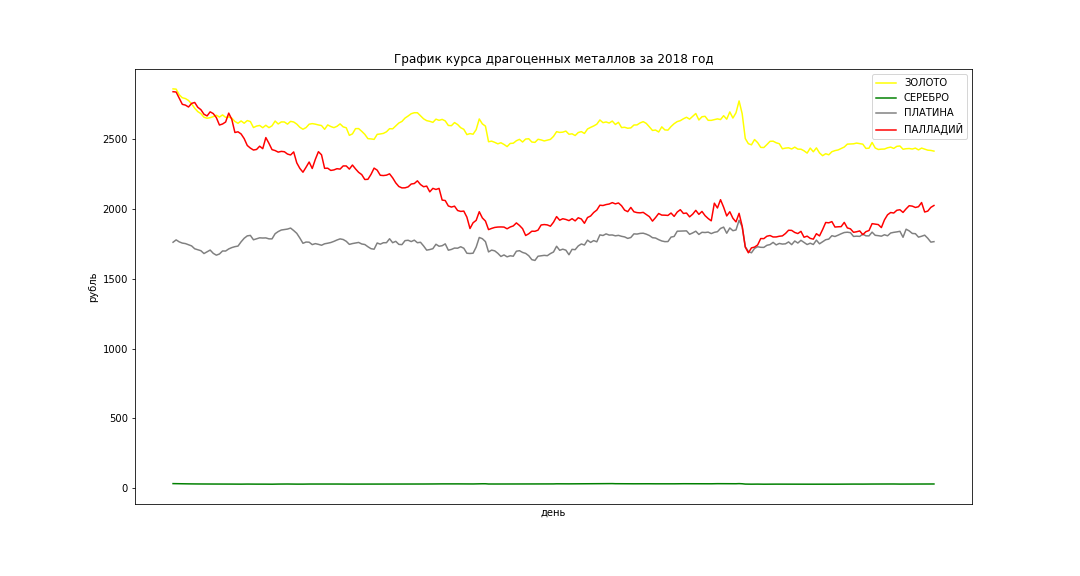 График курса драгоценных металлов за 2018 год
ЗОЛОТО
СЕРЕБРО
ПЛАТИНА
ПАЛЛАДИЙ
2500
2000
1500
1000
500
0
рубль
день